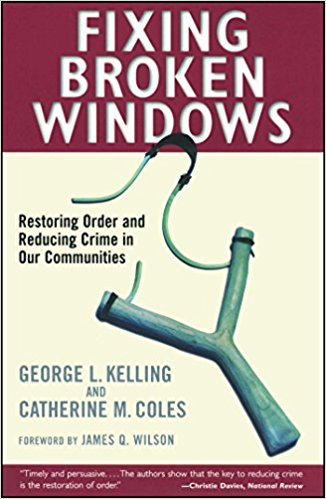 FIXING
BROKEN
WINDOWS
Restoring Order and
Reducing Crime in
Our Communities
GEORGE L. KELLING
AND
CATHERINE M. COLES
FOREWORD BY JAMES Q. WILSON
"Timely and persuasive. . . . The authors show that the key to reducing
crime is the restoration of order." —Christie Davies, National Review